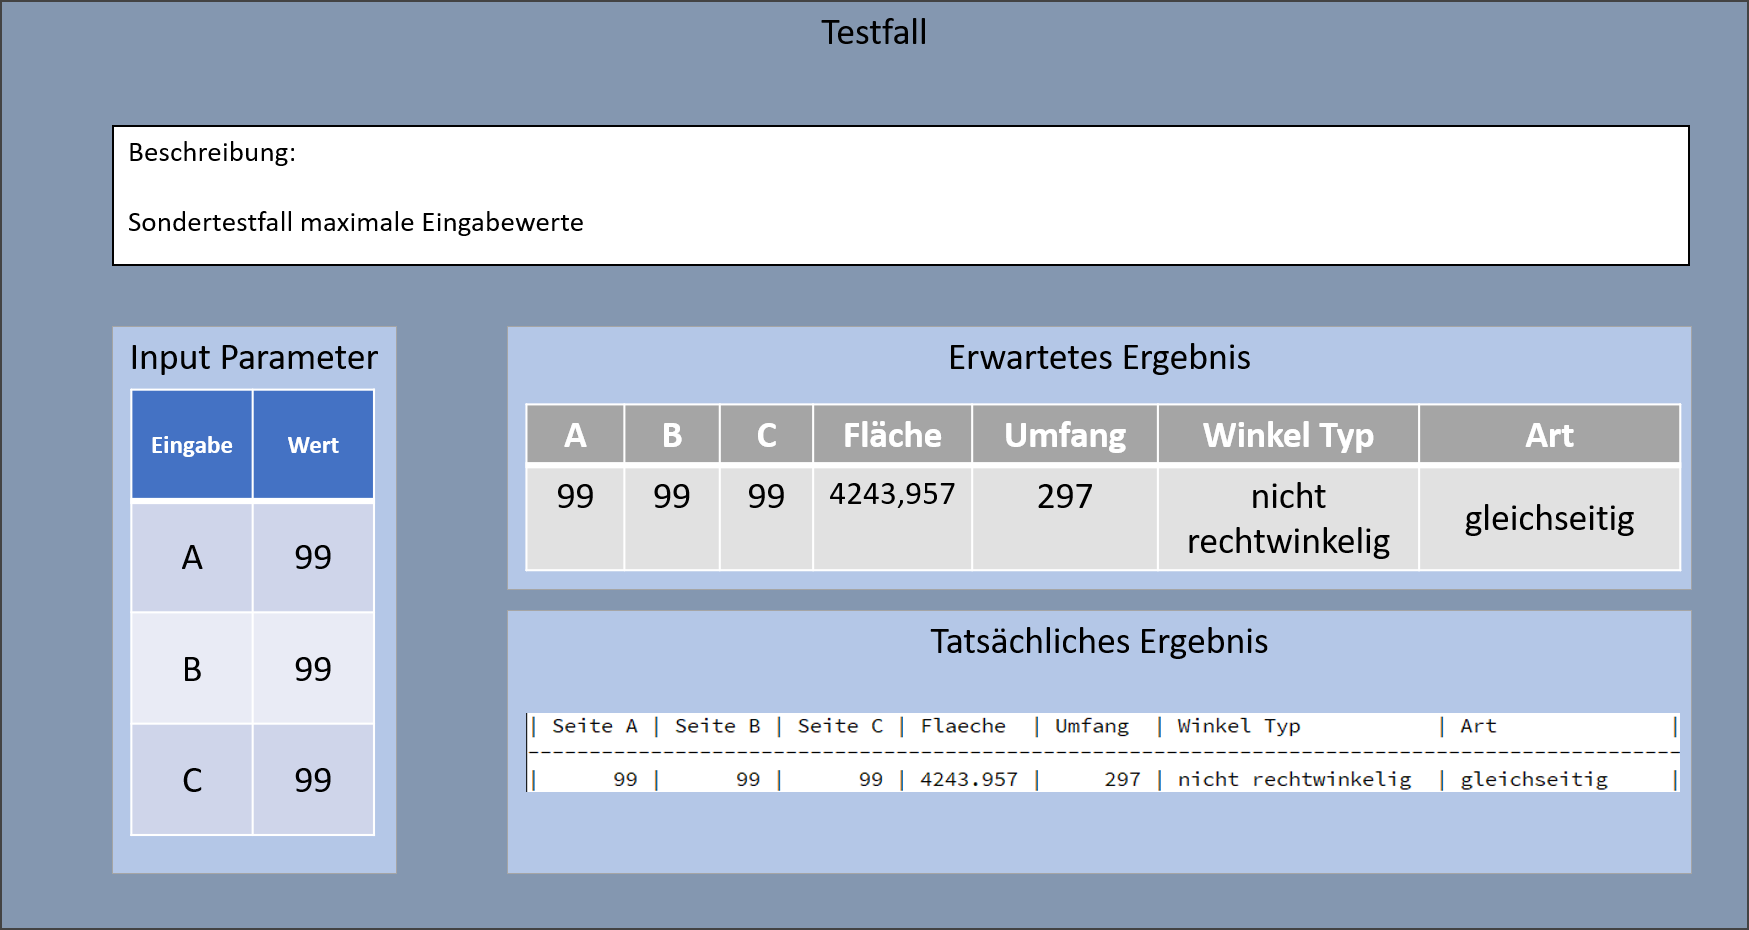 Testfall
Beschreibung:
Sondertestfall maximale Eingabewerte
Input Parameter
Eingabe Wert
A 99
B 99
C 99
Erwartetes Ergebnis
A B C Fläche Umfang Winkel Typ Art
99 99 99 4243,957 297 nicht rechtwinkelig gleichseitig
Tatsächliches Ergebnis
| Seite A | Seite B | Seite C | Flaeche | Umfang | Winkel Typ | Art |
----------------------------------------------------------------------------------------------
| 99 | 99 | 99 | 4243.957 | 297 | nicht rechtwinkelig | gleichseitig |